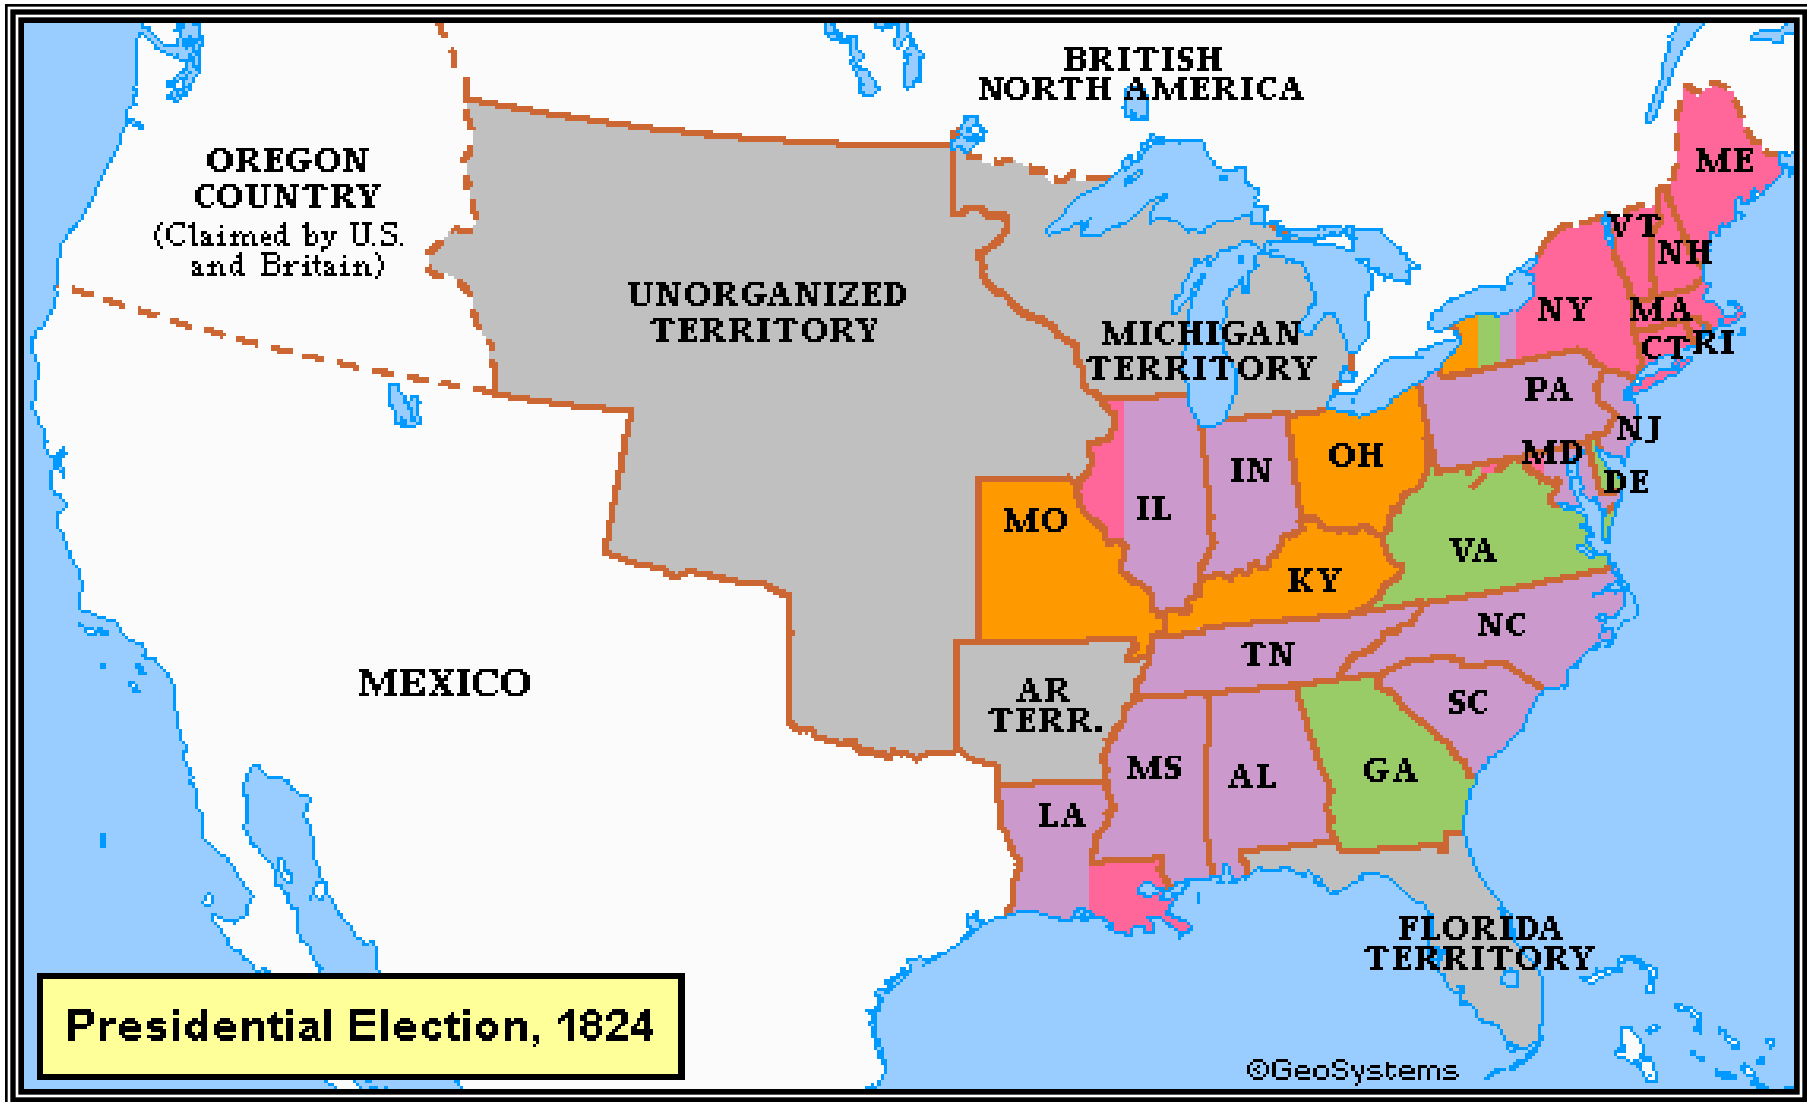 BRITISH
NORTH AMERICA
OREGON
COUNTRY
(Claimed by U.S.
and Britain)
ME
VT
NH
UNORGANIZED
TERRITORY
NY
MA
MICHIGAN
TERRITORY
CT
RI
PA
NJ
MD
OH
IN
DE
IL
MO
VA
KY
NC
TN
MEXICO
AR
TERR.
SC
MS
AL
GA
LA
FLORIDA
TERRITORY
Presidential Election, 1824
©GeoSystems